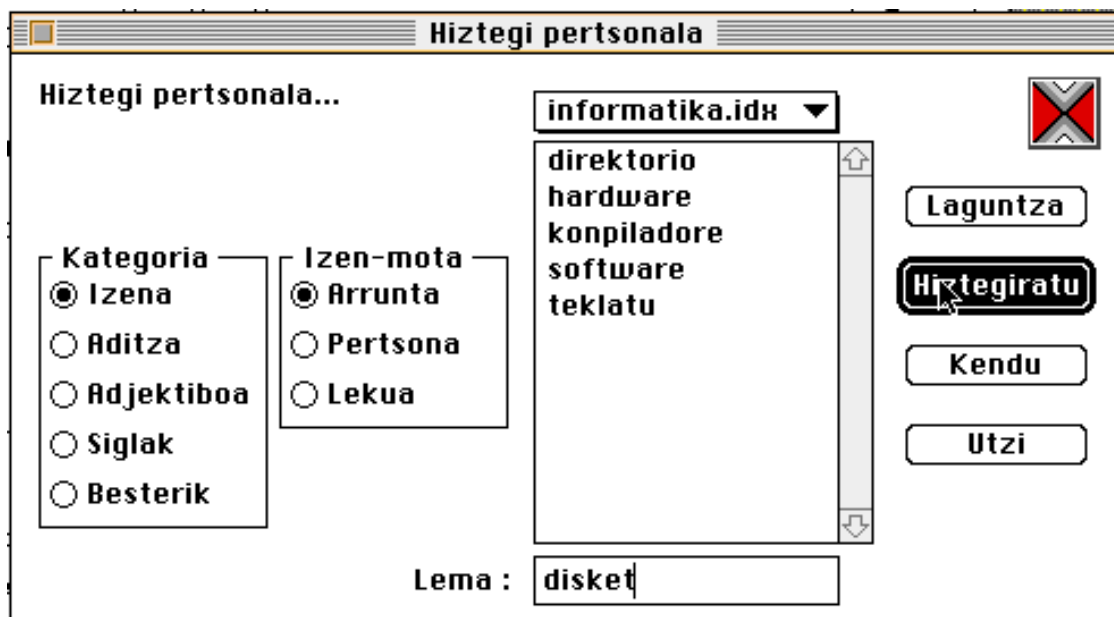 Hiztegi pertsonala
Hiztegi pertsonala...
informatika.idx
direktorio
hardware
konpiladore
software
teklatu
Laguntza
Hiztegiratu
Kendu
Utzi
Kategoria
Izena
Aditza
Adjektiboa
Siglak
Besterik
Izen-mota
Arrunta
Pertsona
Lekua
Lema : disket